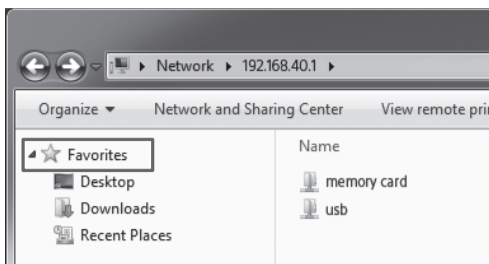 Network 192.168.40.1
Organize Network and Sharing Center View remote pri
Favorites
Desktop
Downloads
Recent Places
Name
memory card
usb